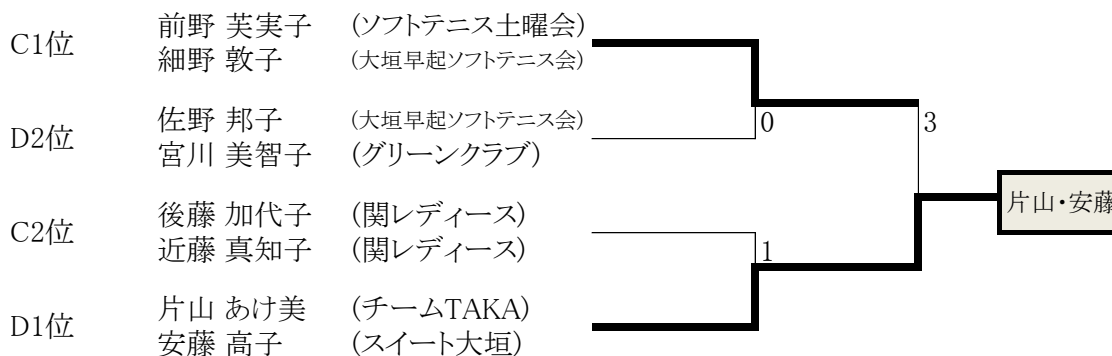 C1位 前野 芙実子 (ソフトテニス土曜会)
細野 敦子 (大垣早起ソフトテニス会)
D2位 佐野 邦子 (大垣早起ソフトテニス会)
宮川 美智子 (グリーンクラブ)
0
3
片山・安藤
C2位 後藤 加代子 (関レディース)
近藤 真知子 (関レディース)
1
D1位 片山 あけ美 (チームTAKA)
安藤 高子 (スイート大垣)